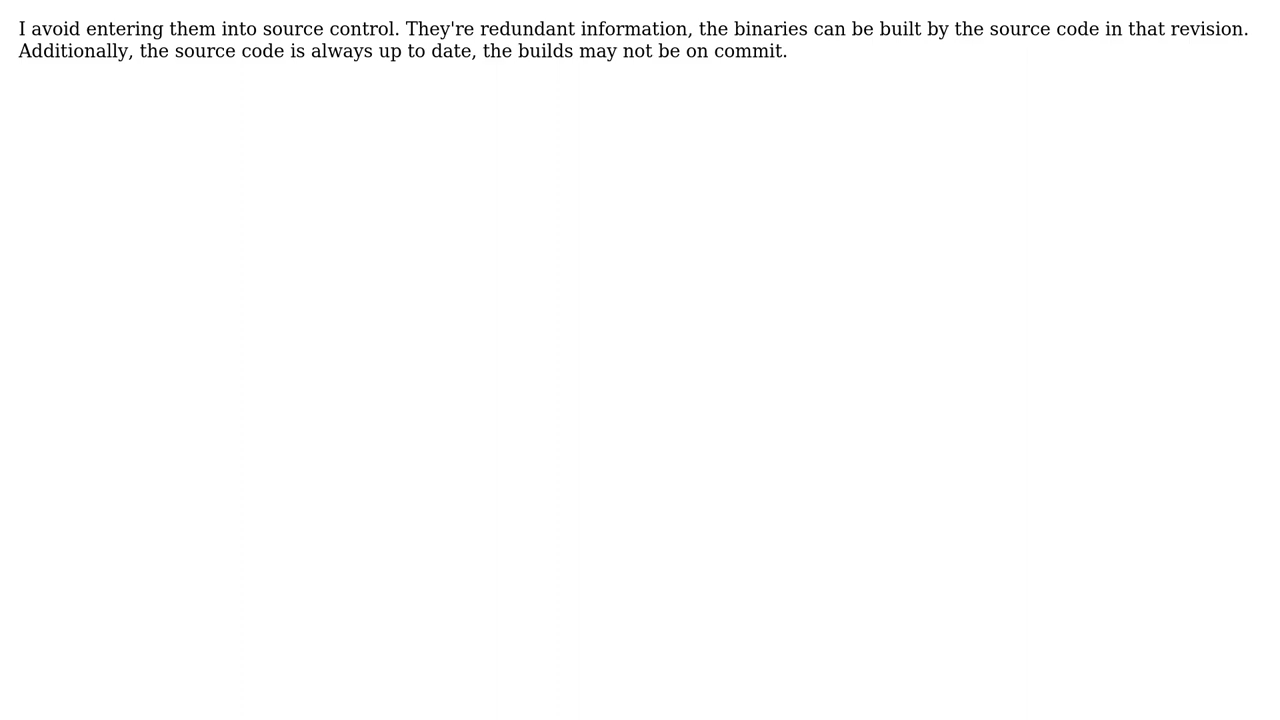 I avoid entering them into source control. They're redundant information, the binaries can be built by the source code in that revision.
Additionally, the source code is always up to date, the builds may not be on commit.